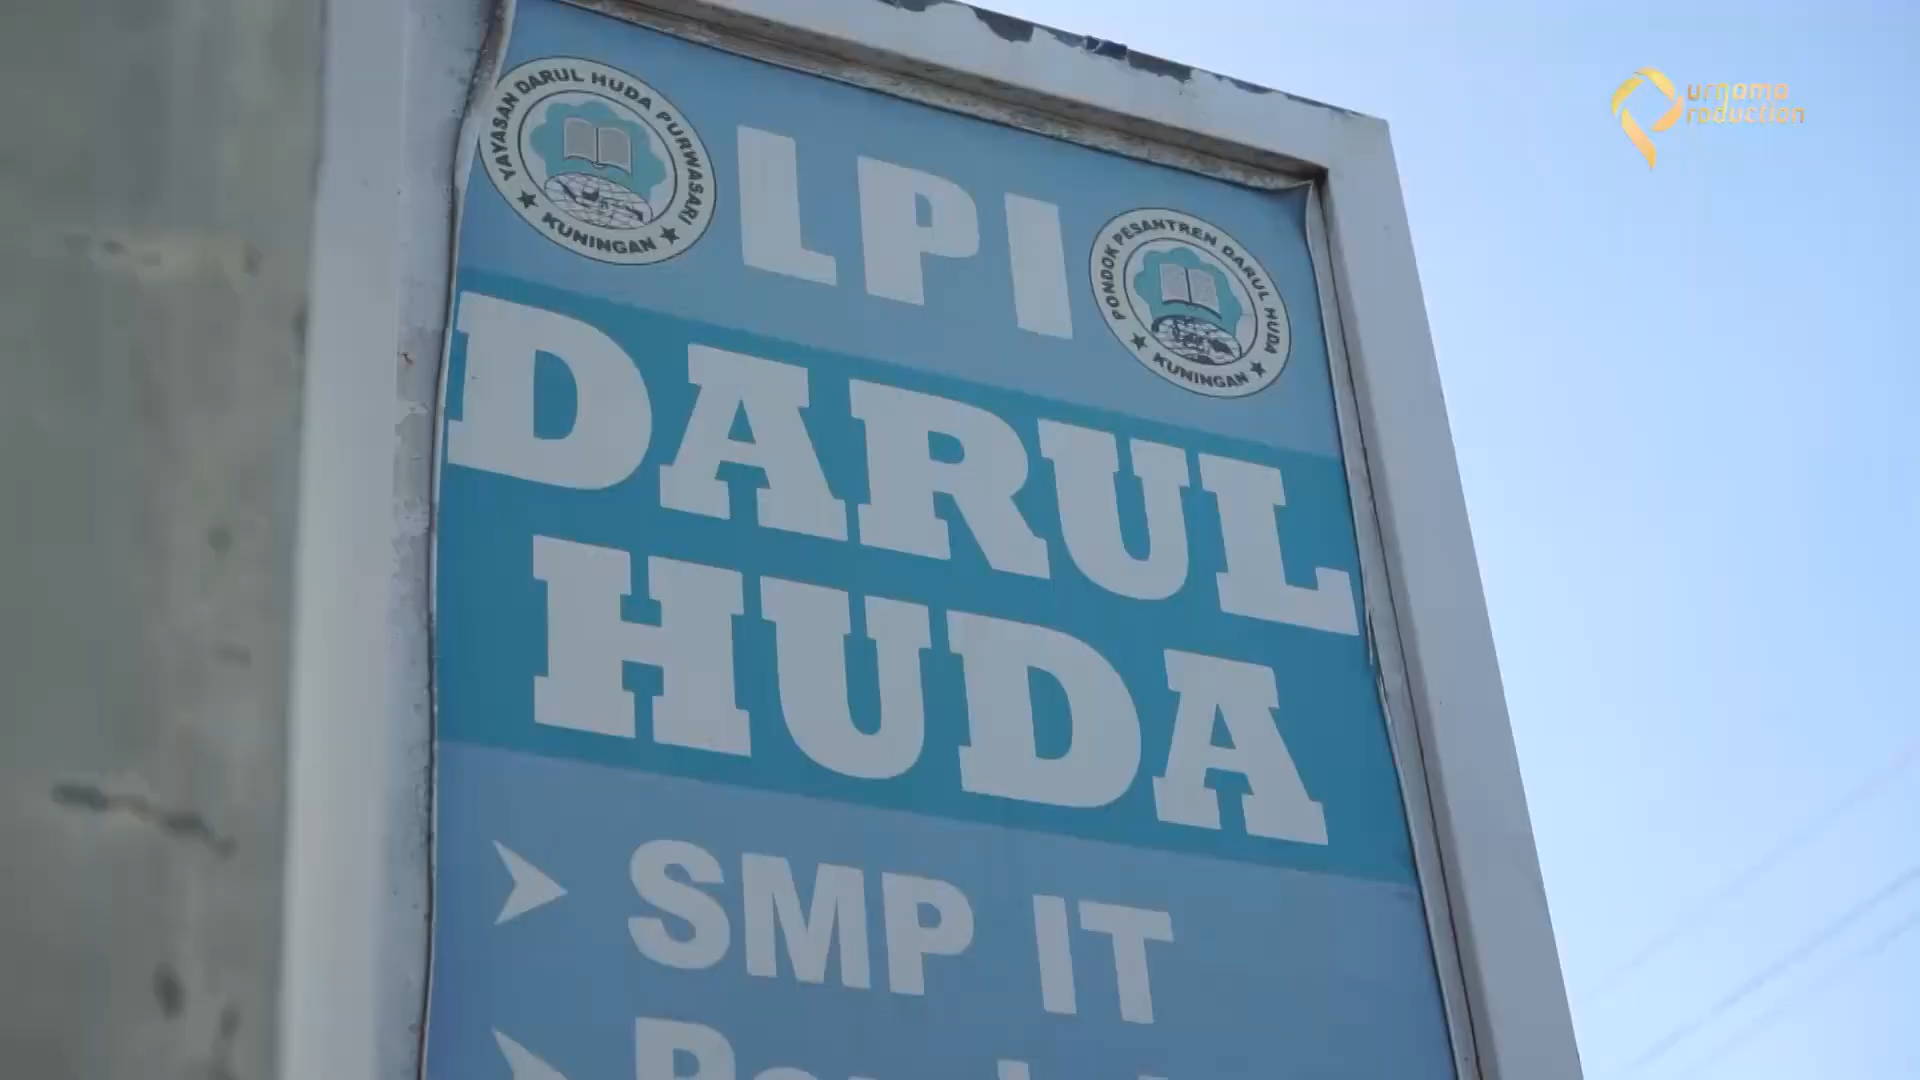 YAYASAN DARUL HUDA PURWASARI
KUNINGAN
LPI
PONDOK PESANTREN DARUL HUDA
KUNINGAN
DARUL
HUDA
SMP IT
urnama
roduction